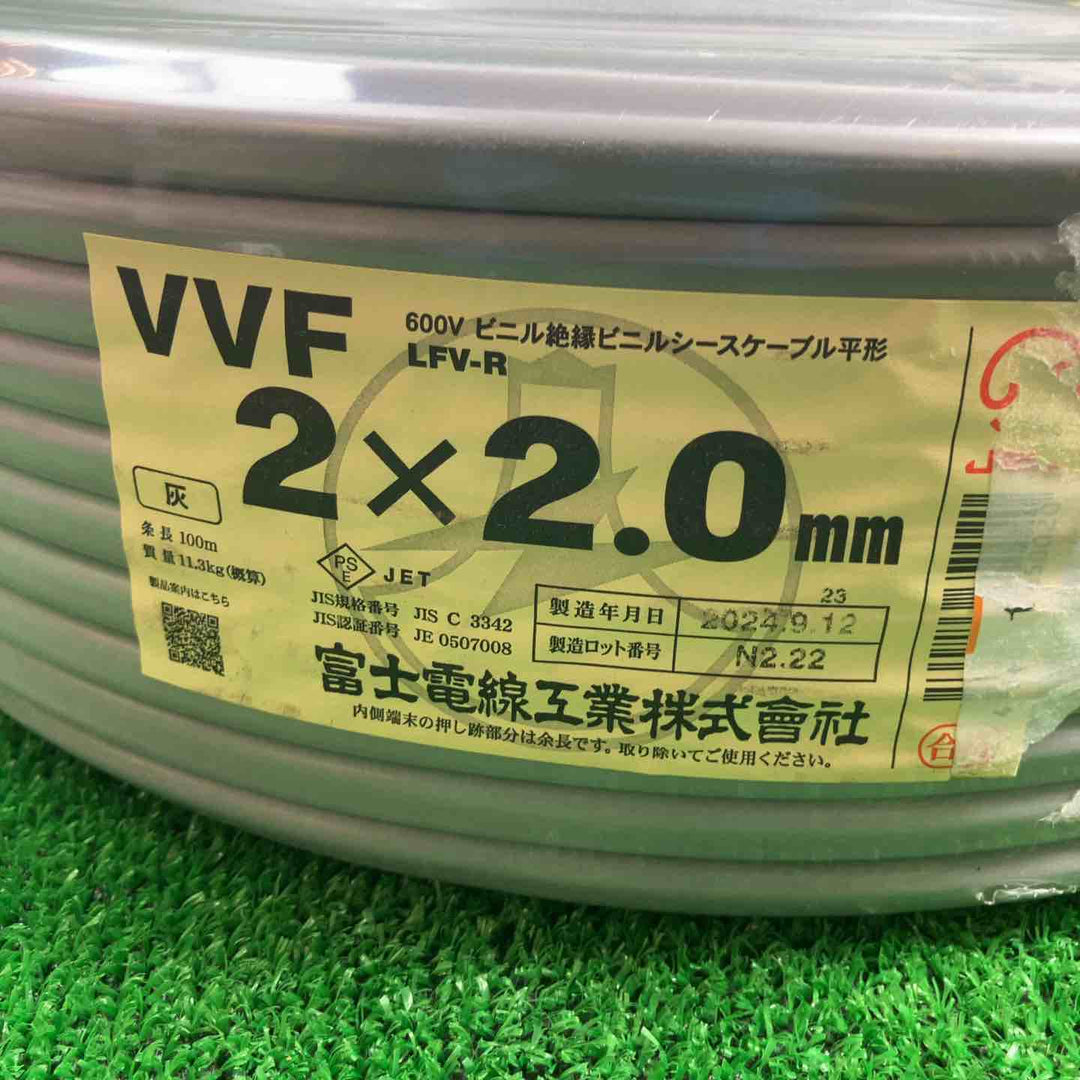 VVF
600V ビニル絶縁ビニルシースケーブル平形
LFV-R
2×2.0mm
灰
条長 100m
質量 11.3kg(概算)
製品案内はこちら
PS
E
JET
JIS規格番号 JIS C 3342
JIS認証番号 JE 0507008
23
製造年月日 2024.9.12
製造ロット番号 N2.22
富士電線工業株式會社
内側端末の押し跡部分は余長です。取り除いてご使用ください。
合